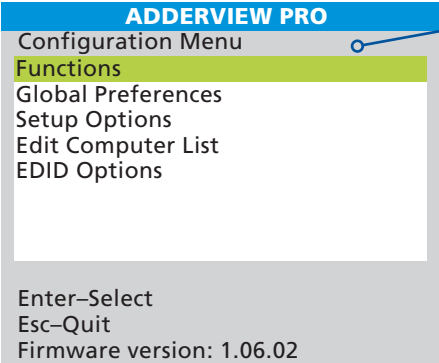 ADDERVIEW PRO
Configuration Menu
Functions
Global Preferences
Setup Options
Edit Computer List
EDID Options
Enter–Select
Esc–Quit
Firmware version: 1.06.02